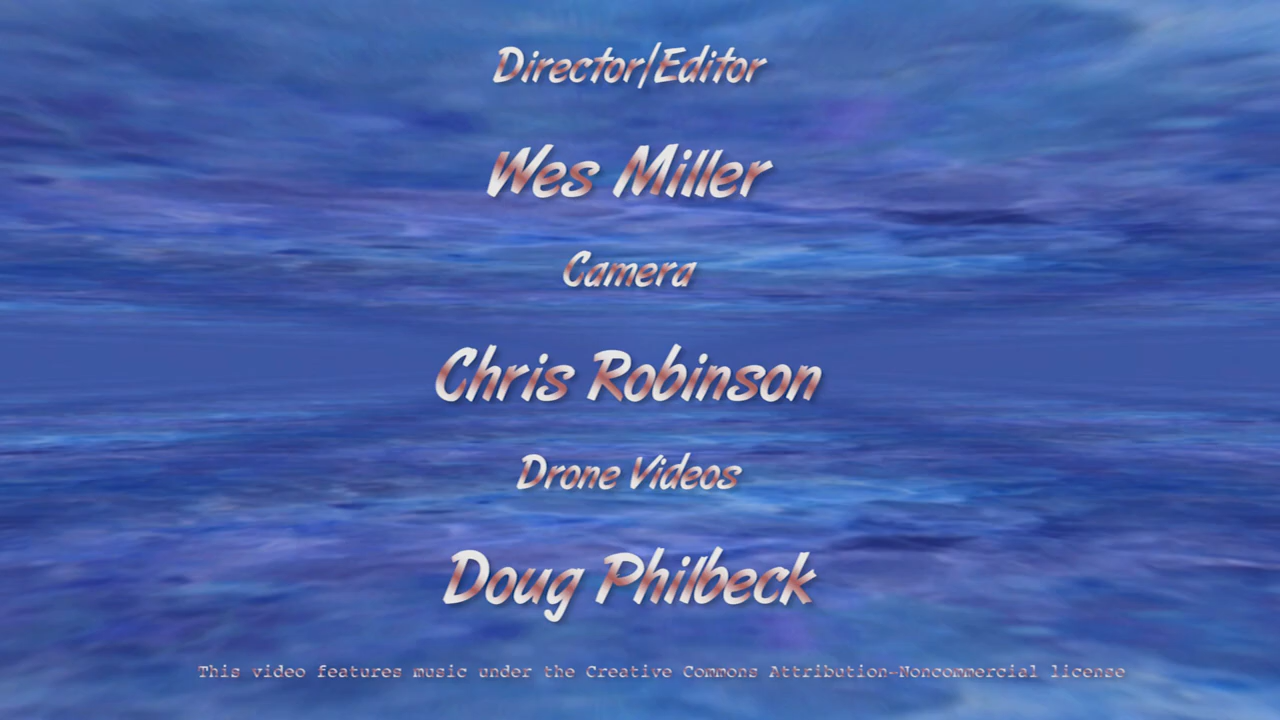 Director/Editor
Wes Miller
Camera
Chris Robinson
Drone Videos
Doug Philbeck
This video features music under the Creative Commons Attribution-Noncommercial license